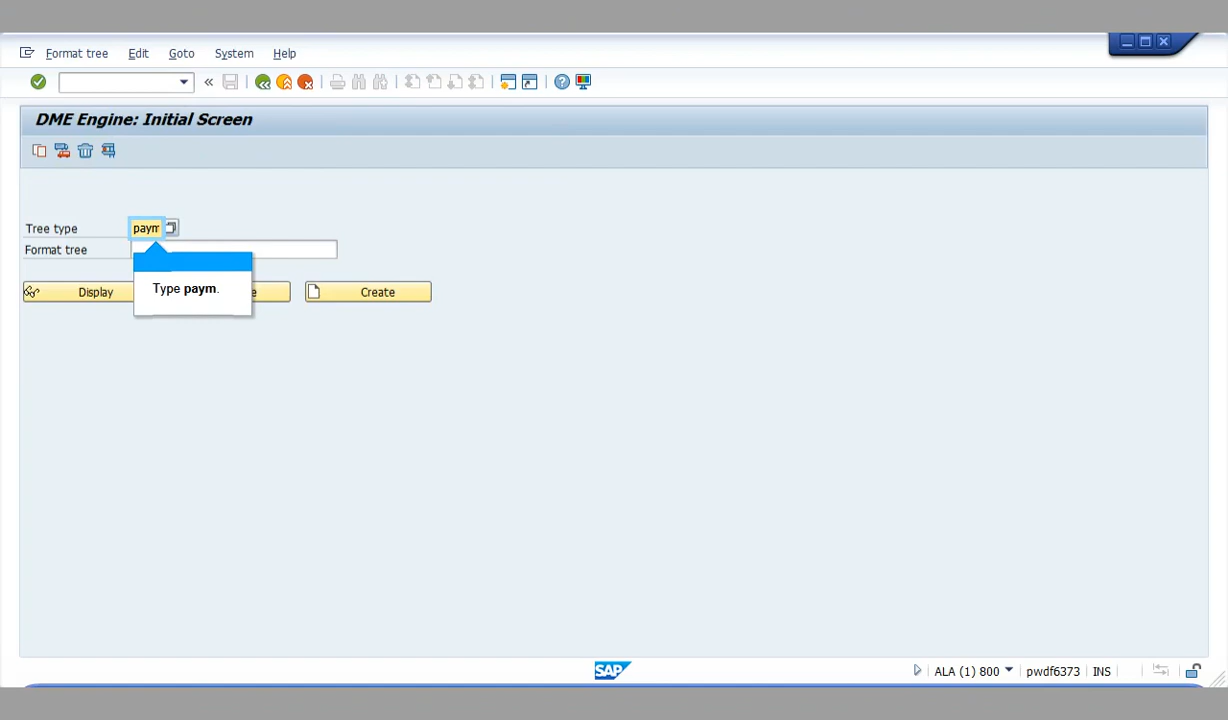 Format tree Edit Goto System Help
DME Engine: Initial Screen
Tree type paym
Format tree
Display Create
Type paym.
SAP ALA (1) 800 pwdf6373 INS